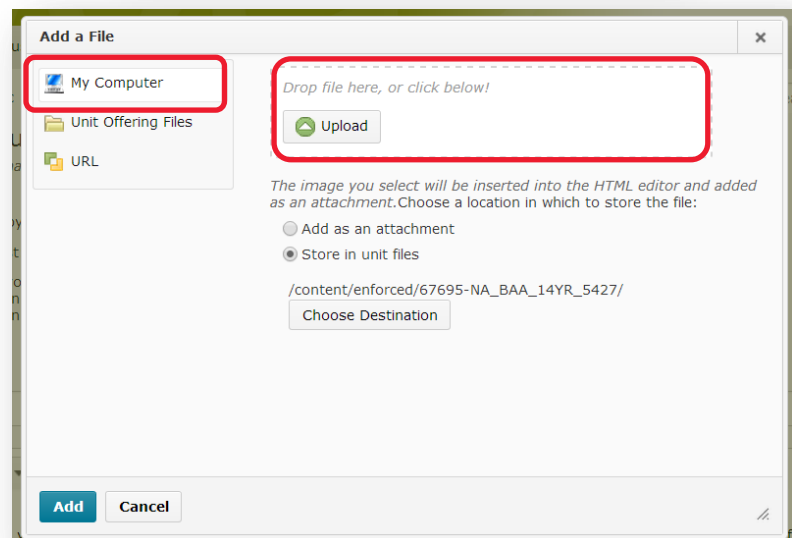 Add a File
My Computer
Unit Offering Files
URL
Drop file here, or click below!
Upload
The image you select will be inserted into the HTML editor and added
as an attachment.Choose a location in which to store the file:
Add as an attachment
Store in unit files
/content/enforced/67695-NA_BAA_14YR_5427/
Choose Destination
Add
Cancel